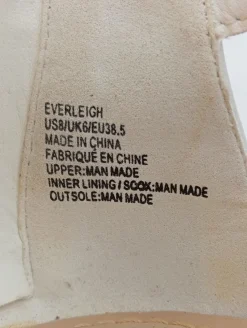 EVERLEIGH
US8/UK6/EU38.5
MADE IN CHINA
FABRIQUÉ EN CHINE
UPPER:MAN MADE
INNER LINING / SOCK:MAN MADE
OUTSOLE:MAN MADE